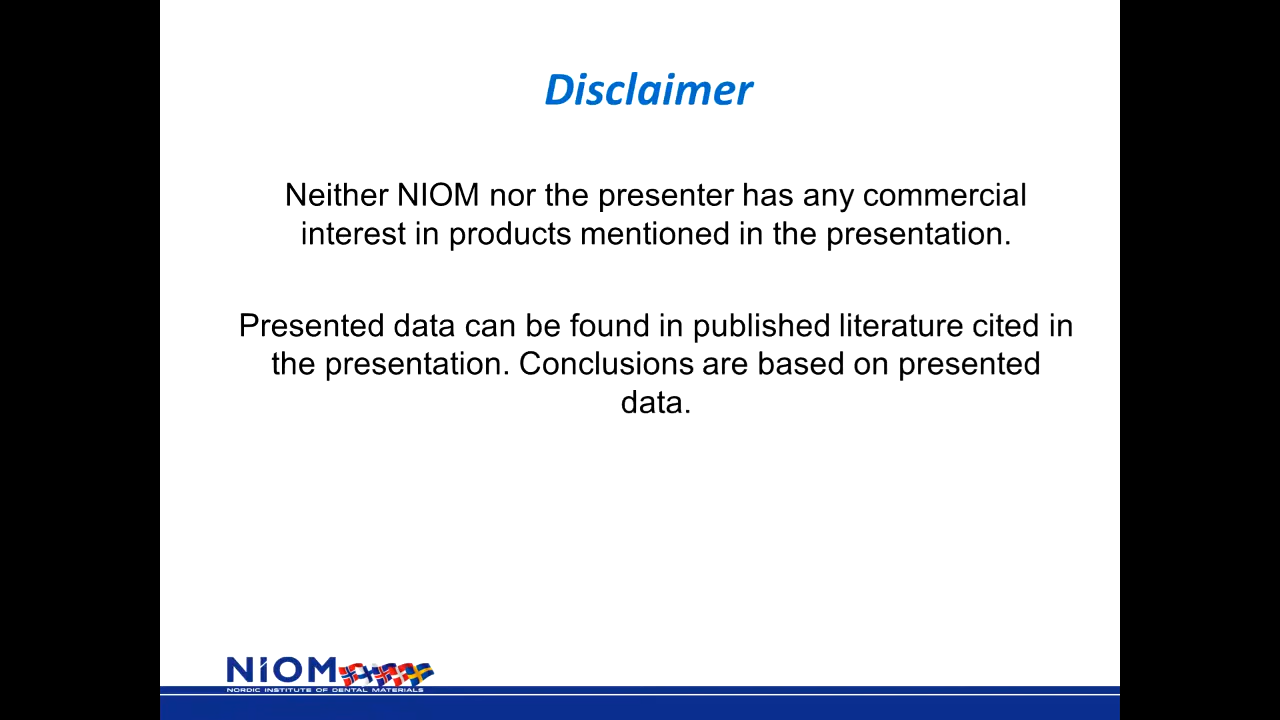 Disclaimer
Neither NIOM nor the presenter has any commercial
interest in products mentioned in the presentation.
Presented data can be found in published literature cited in
the presentation. Conclusions are based on presented
data.
NIOM
NORDIC INSTITUTE OF DENTAL MATERIALS